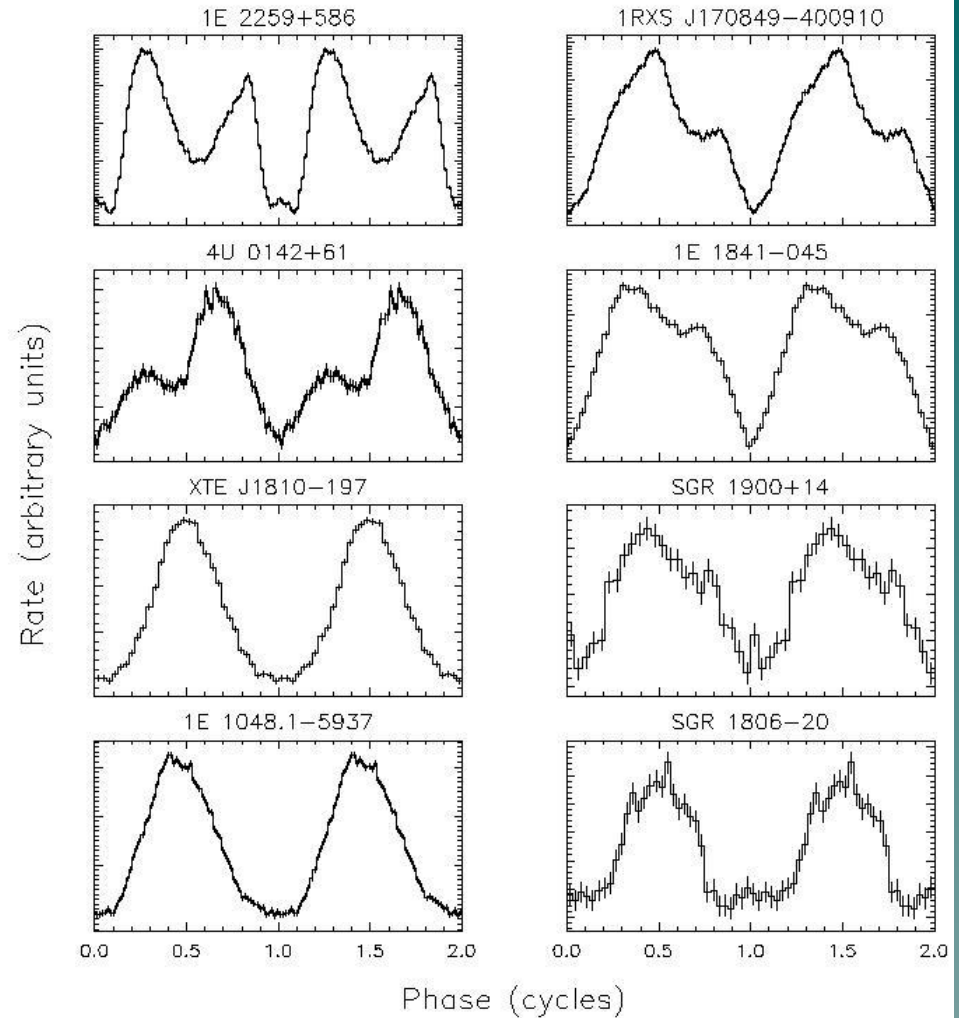 1E 2259+586
1RXS J170849−400910
4U 0142+61
1E 1841−045
XTE J1810−197
SGR 1900+14
1E 1048.1−5937
SGR 1806−20
Rate (arbitrary units)
0.0 0.5 1.0 1.5 2.0
0.0 0.5 1.0 1.5 2.0
Phase (cycles)